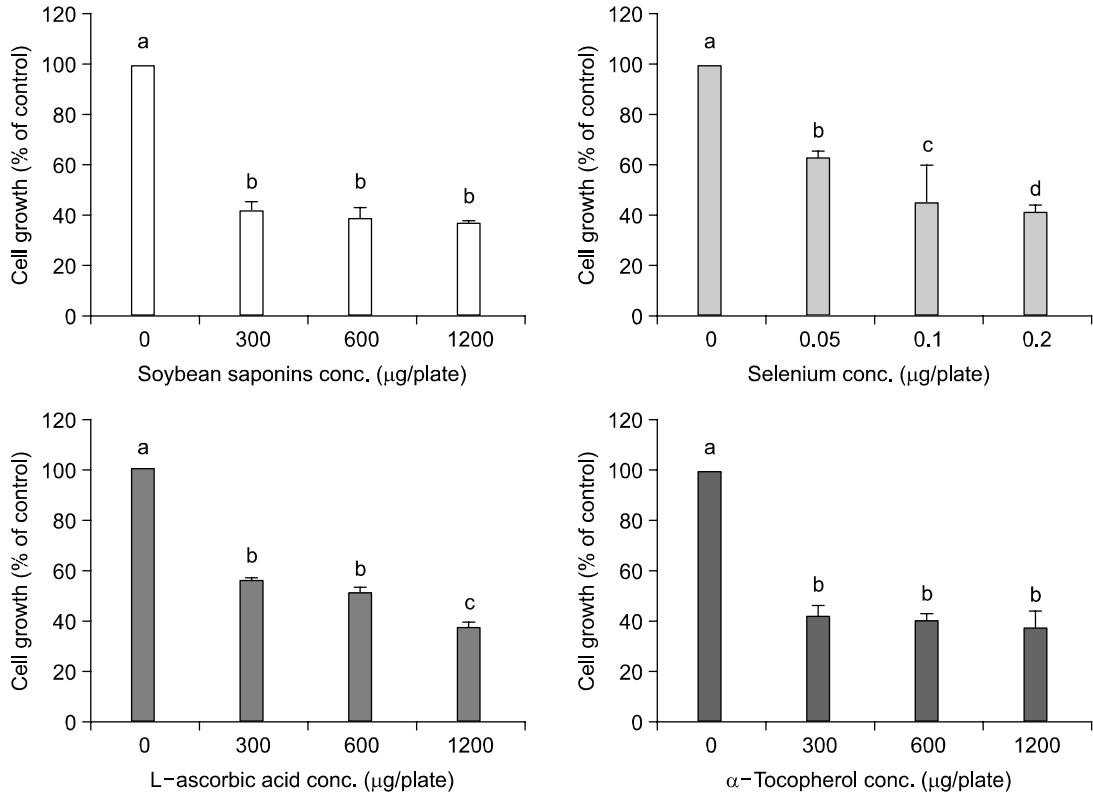 Cell growth (% of control)
120
100
80
60
40
20
0
a
b
b
b
0 300 600 1200
Soybean saponins conc. (μg/plate)
Cell growth (% of control)
120
100
80
60
40
20
0
a
b
c
d
0 0.05 0.1 0.2
Selenium conc. (μg/plate)
Cell growth (% of control)
120
100
80
60
40
20
0
a
b
b
c
0 300 600 1200
L−ascorbic acid conc. (μg/plate)
Cell growth (% of control)
120
100
80
60
40
20
0
a
b
b
b
0 300 600 1200
α−Tocopherol conc. (μg/plate)